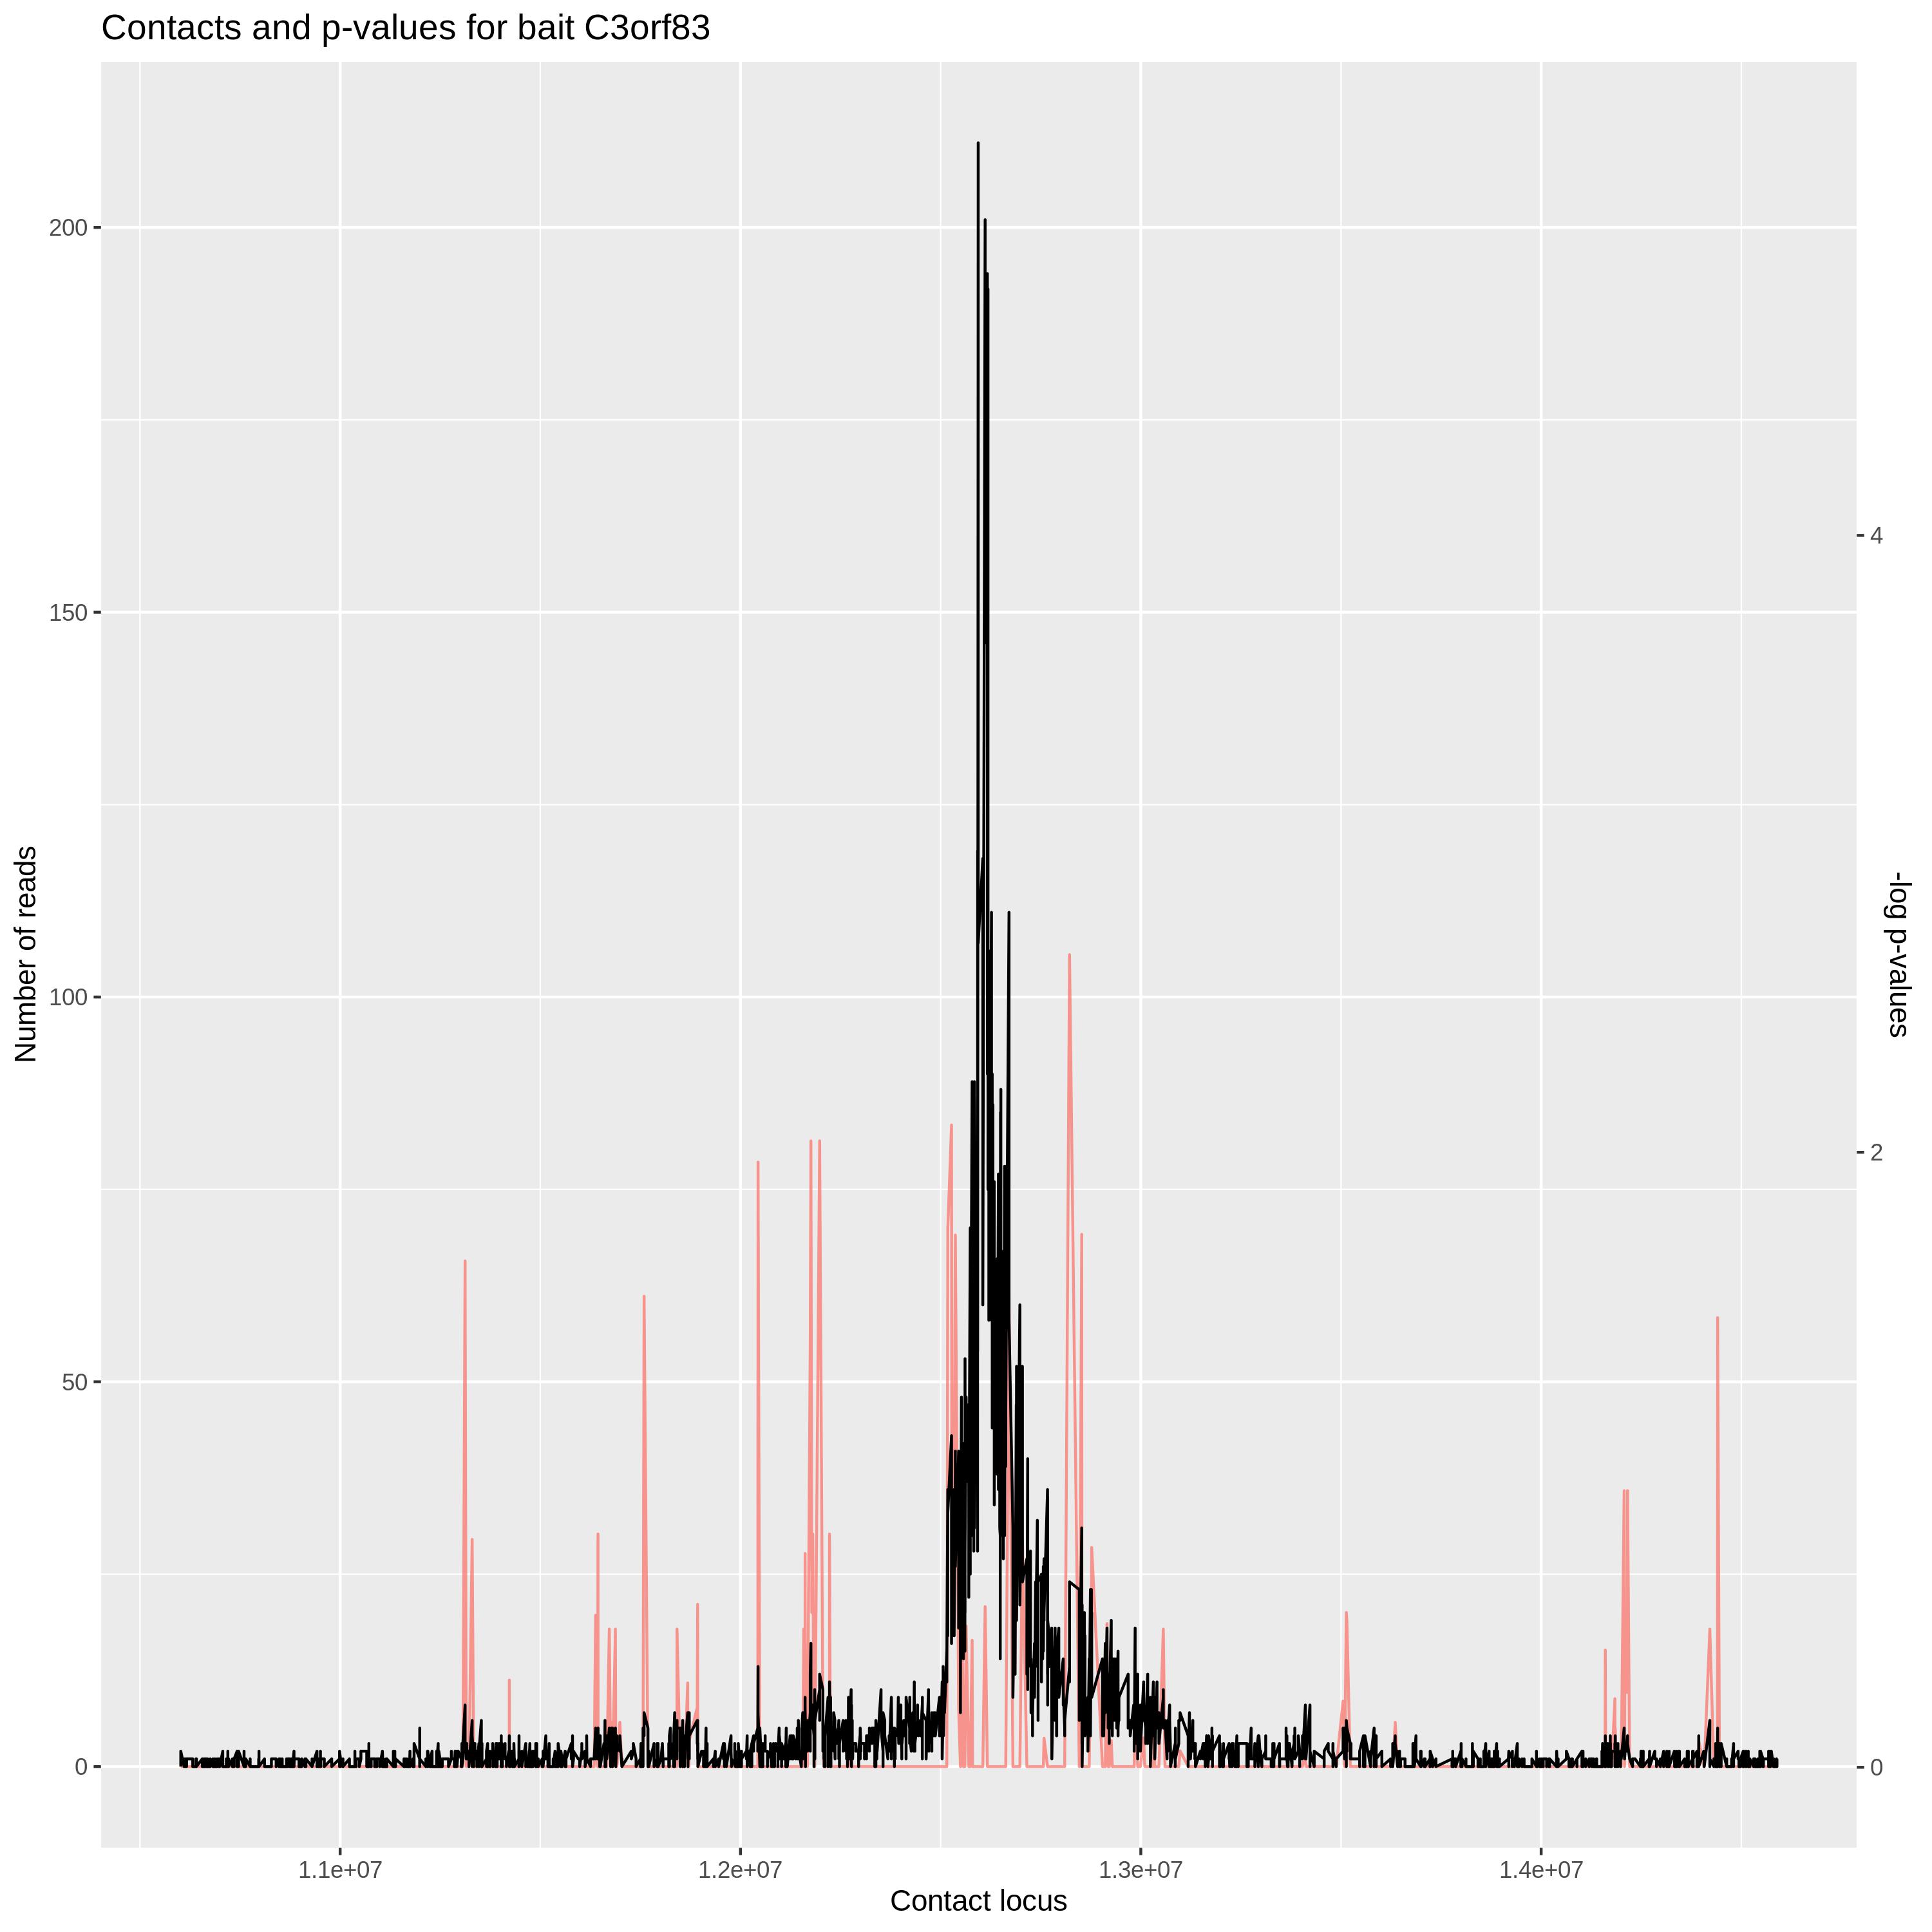 Contacts and p-values for bait C3orf83
200
150
100
50
0
4
2
0
Number of reads
-log p-values
1.1e+07
1.2e+07
1.3e+07
1.4e+07
Contact locus